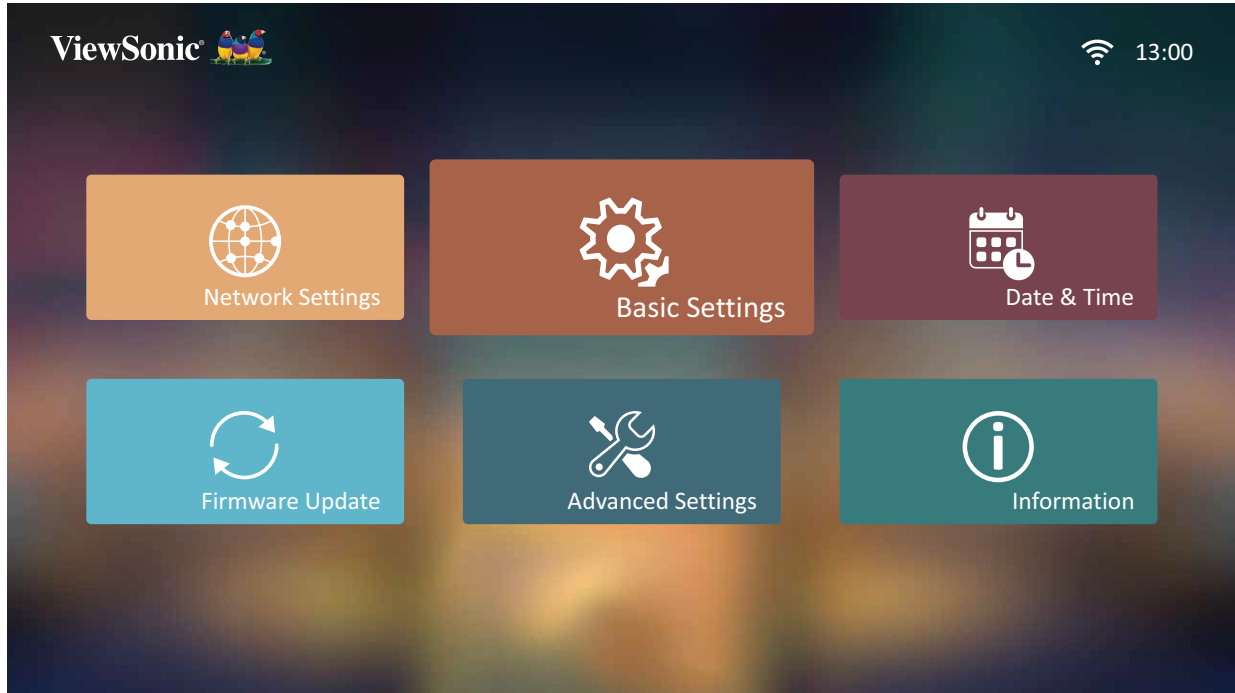 ViewSonic®
13:00
Network Settings
Basic Settings
Date & Time
Firmware Update
Advanced Settings
Information